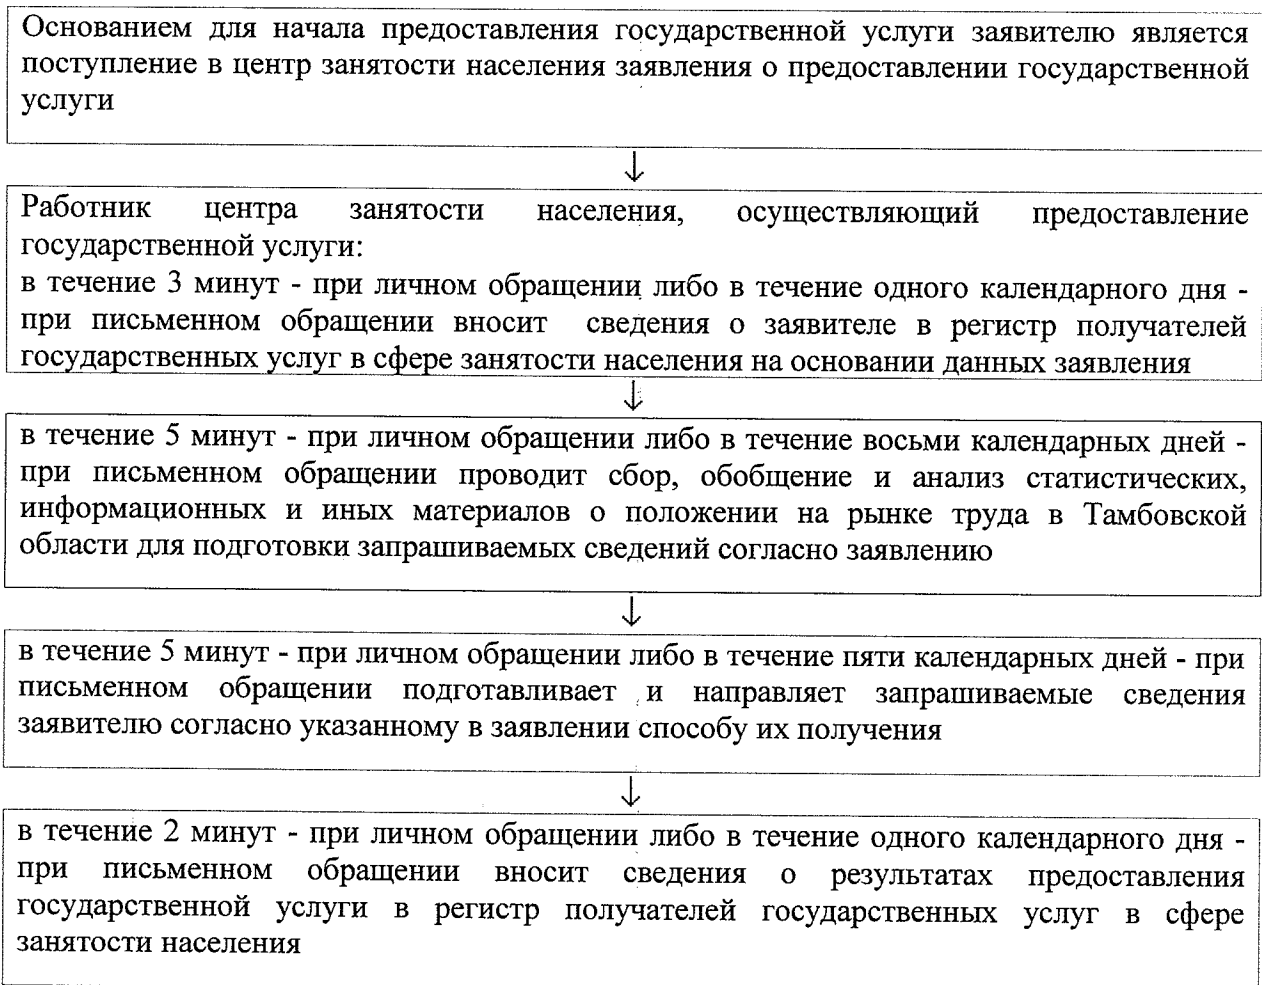 Основанием для начала предоставления государственной услуги заявителю является
поступление в центр занятости населения заявления о предоставлении государственной
услуги
↓
Работник центра занятости населения, осуществляющий предоставление
государственной услуги:
в течение 3 минут - при личном обращении либо в течение одного календарного дня -
при письменном обращении вносит сведения о заявителе в регистр получателей
государственных услуг в сфере занятости населения на основании данных заявления
↓
в течение 5 минут - при личном обращении либо в течение восьми календарных дней -
при письменном обращении проводит сбор, обобщение и анализ статистических,
информационных и иных материалов о положении на рынке труда в Тамбовской
области для подготовки запрашиваемых сведений согласно заявлению
↓
в течение 5 минут - при личном обращении либо в течение пяти календарных дней - при
письменном обращении подготавливает и направляет запрашиваемые сведения
заявителю согласно указанному в заявлении способу их получения
↓
в течение 2 минут - при личном обращении либо в течение одного календарного дня -
при письменном обращении вносит сведения о результатах предоставления
государственной услуги в регистр получателей государственных услуг в сфере
занятости населения